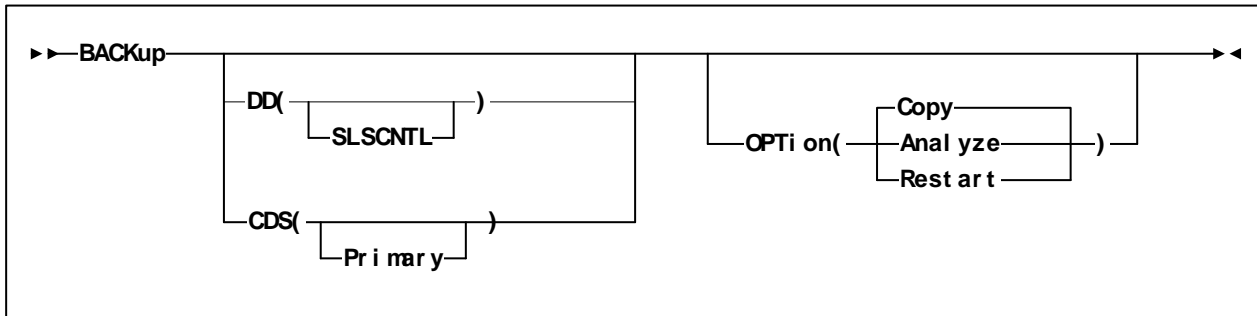 BACKup
DD(
SLSCNTL
)
CDS(
Primary
)
OPTion(
Copy
Analyze
Restart
)